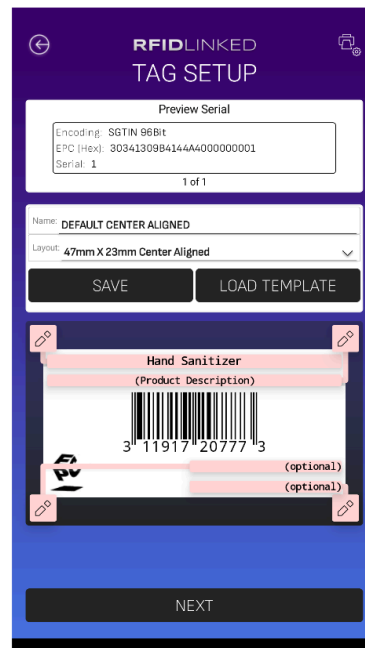 RFIDLINKED
TAG SETUP
Preview Serial
Encoding: SGTIN 96Bit
EPC (Hex): 30341309B4144A4000000001
Serial: 1
1 of 1
Name: DEFAULT CENTER ALIGNED
Layout: 47mm X 23mm Center Aligned
SAVE LOAD TEMPLATE
Hand Sanitizer
(Product Description)
3 11917 20777 3
(optional)
(optional)
NEXT